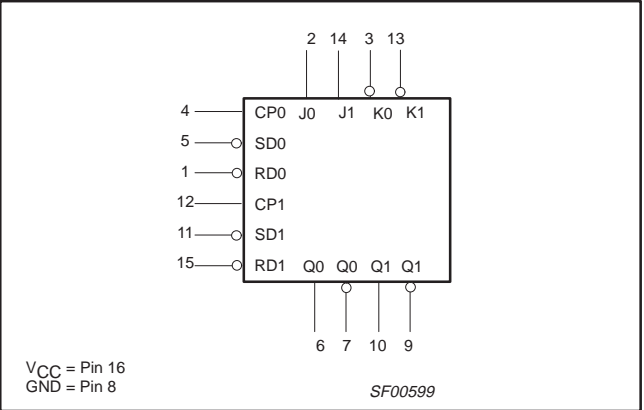 2 14 3 13
4 CP0 J0 J1 K0 K1
5 SD0
1 RD0
12 CP1
11 SD1
15 RD1 Q0 Q0 Q1 Q1
6 7 10 9
VCC = Pin 16
GND = Pin 8
SF00599